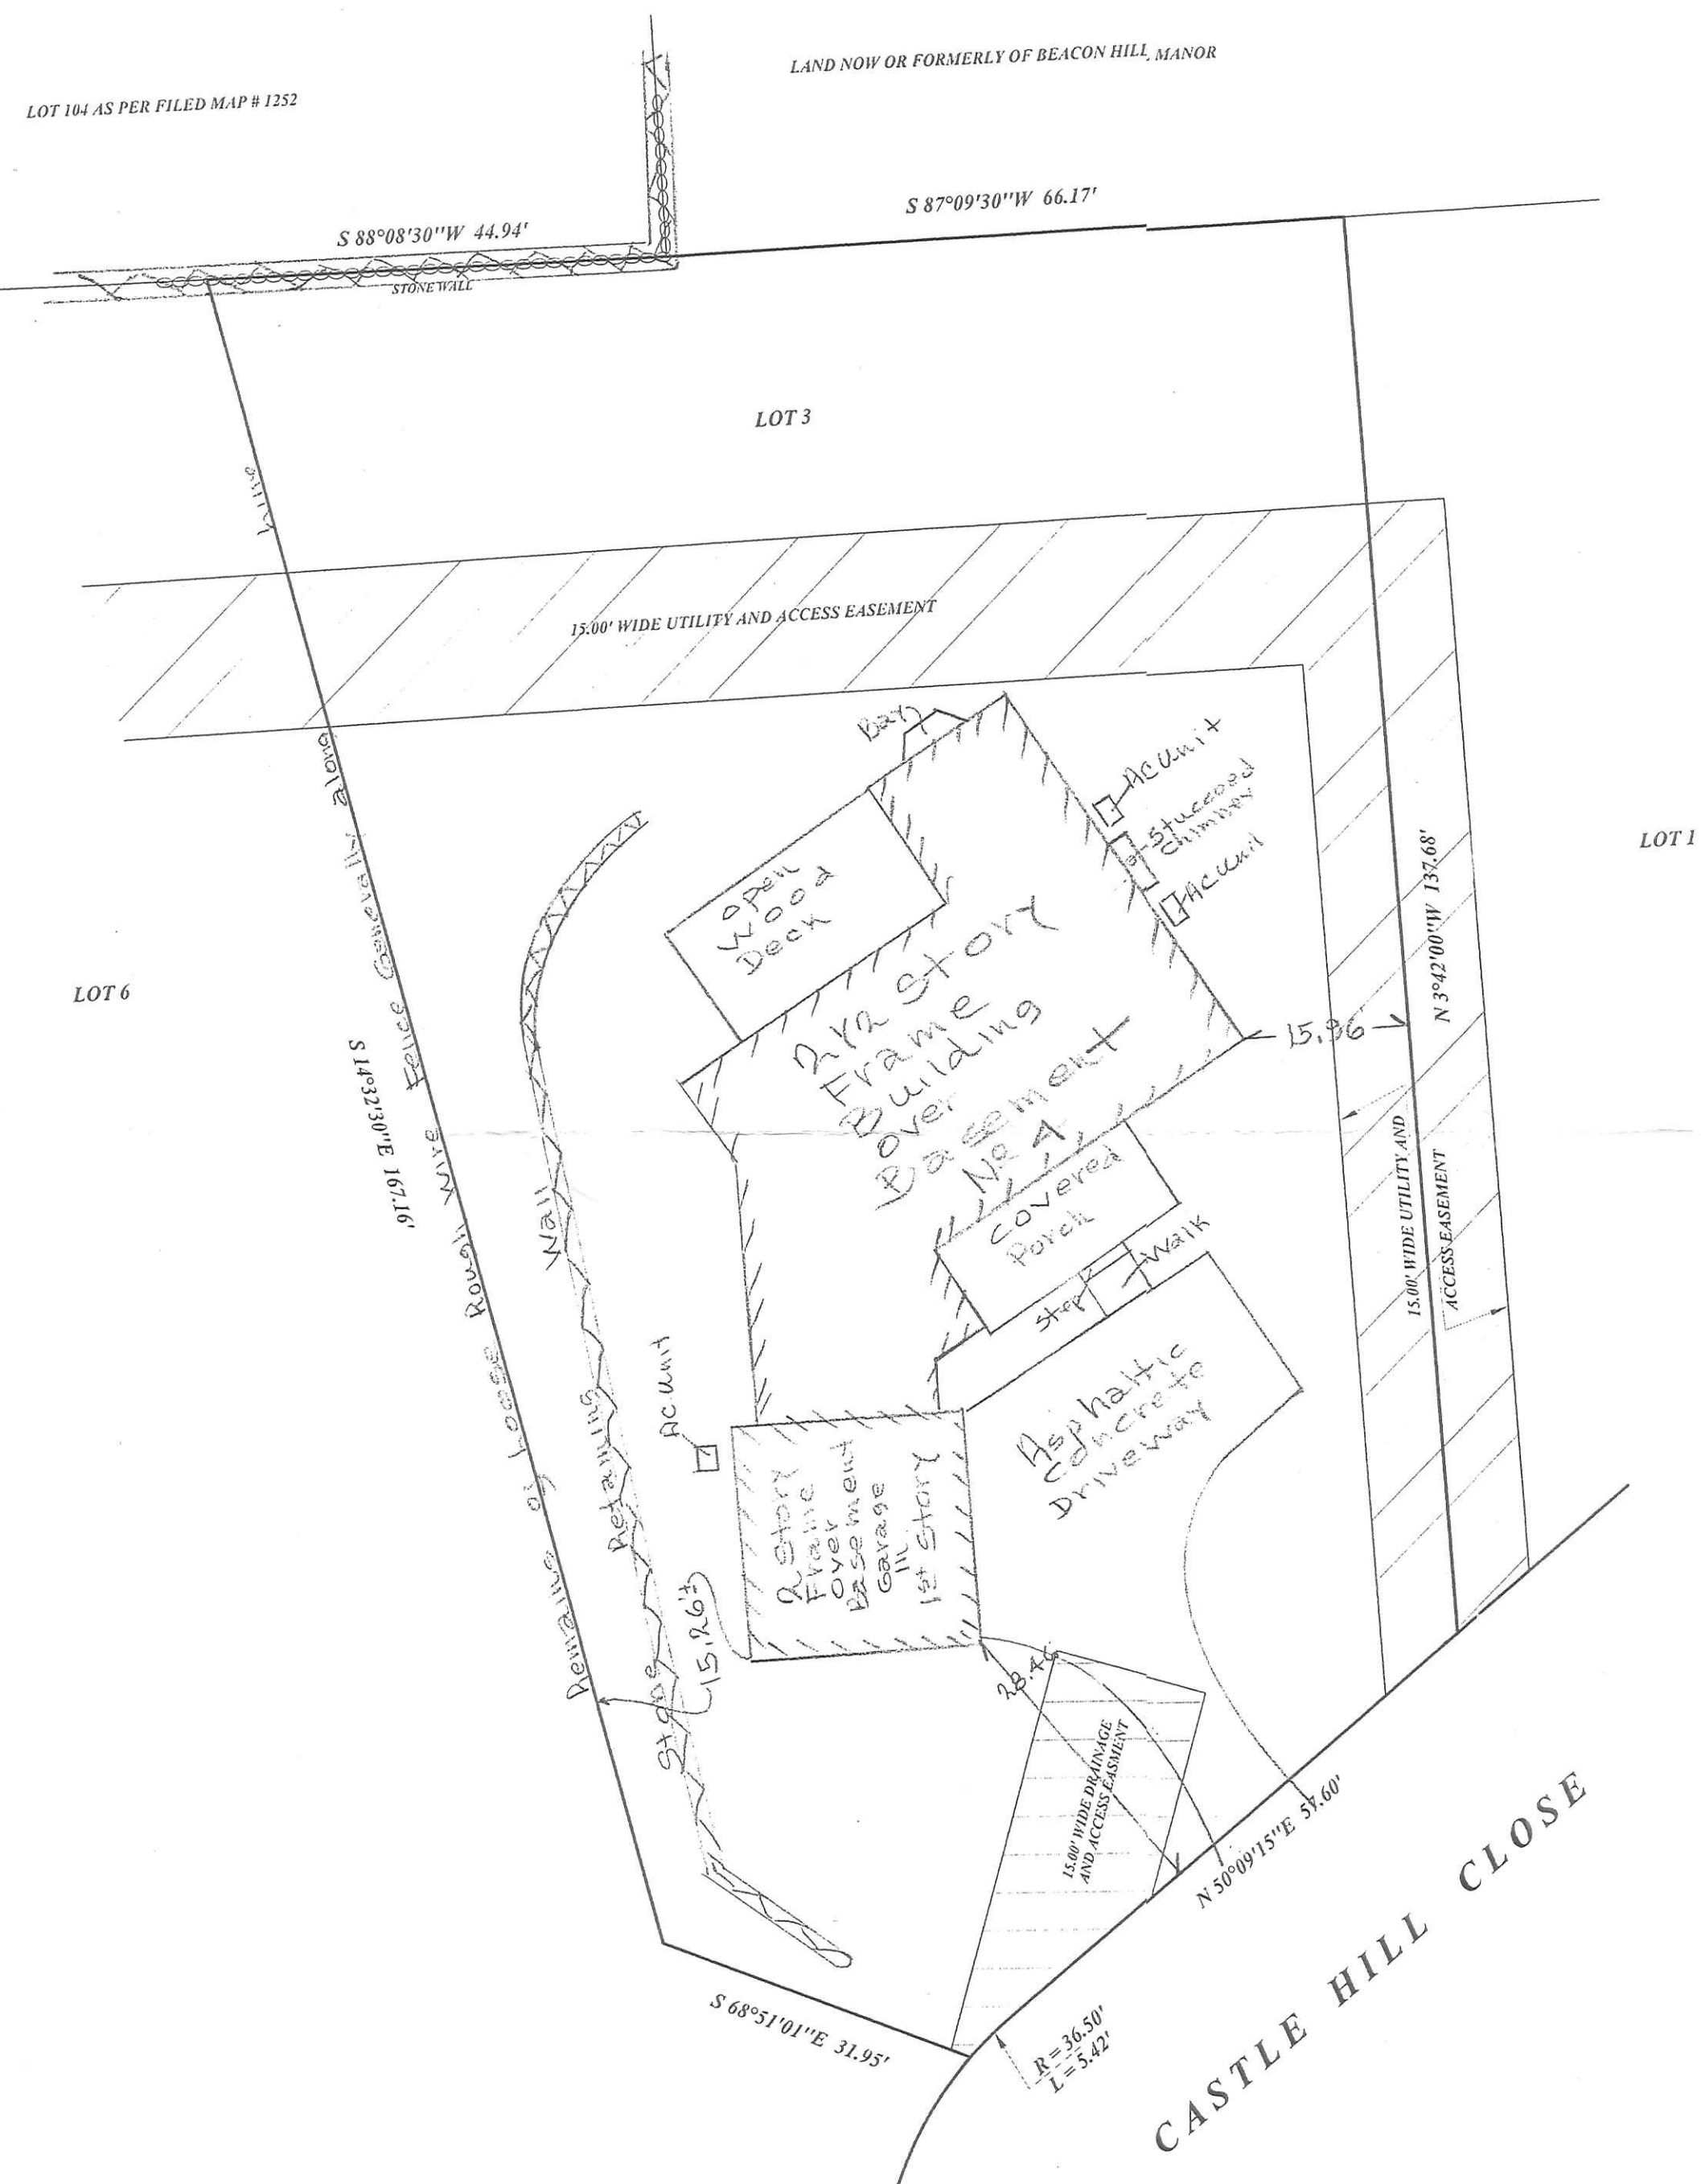 LAND NOW OR FORMERLY OF BEACON HILL MANOR
LOT 104 AS PER FILED MAP # 1252
S 87°09'30"W 66.17'
S 88°08'30"W 44.94'
STONE WALL
LOT 3
15.00' WIDE UTILITY AND ACCESS EASEMENT
Bay
AC Unit
Stuccoed
Chimney
AC Unit
LOT 1
N 3°42'00"W 137.68'
Open
Wood
Deck
2 1/2 Story
Frame
Building
over
Basement
No A
15.96
LOT 6
S 14°32'30"E 167.16'
Remains of Loose Rough Wire Fence Generally along
Line
Stone Retaining Wall
Covered
Porch
Walk
Step
15.00' WIDE UTILITY AND
ACCESS EASEMENT
AC Unit
Asphaltic
Concrete
Driveway
2 Story
Frame
over
Basement
Garage
in
1st Story
15.26'±
28.46
15.00' WIDE DRAINAGE
AND ACCESS EASMENT
N 50°09'15"E 57.60'
S 68°51'01"E 31.95'
R = 36.50'
L = 5.42'
CASTLE HILL CLOSE